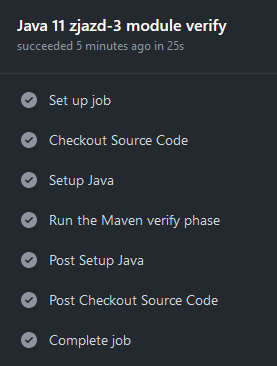 Java 11 zjazd-3 module verify
succeeded 5 minutes ago in 25s
Set up job
Checkout Source Code
Setup Java
Run the Maven verify phase
Post Setup Java
Post Checkout Source Code
Complete job